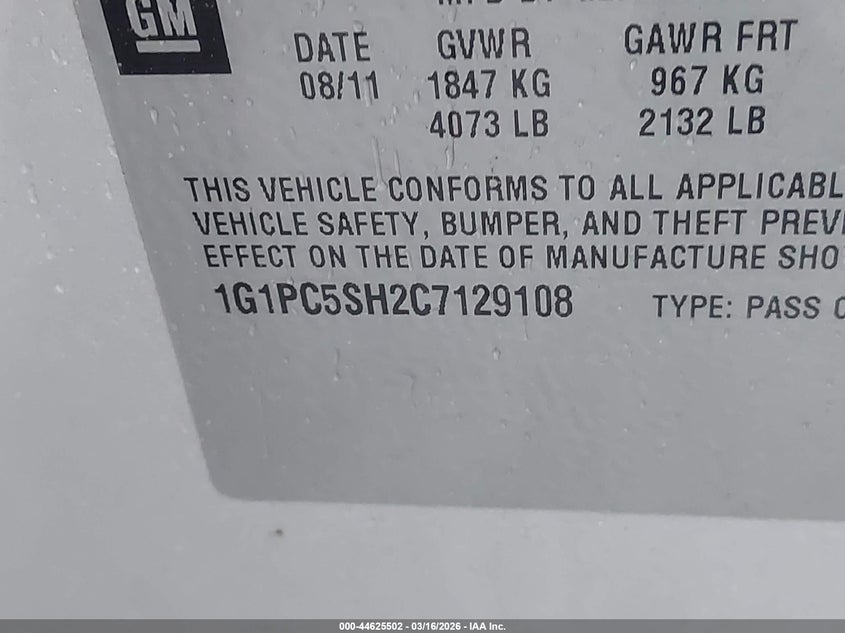 GM
DATE GVWR GAWR FRT
08/11 1847 KG 967 KG
4073 LB 2132 LB
THIS VEHICLE CONFORMS TO ALL APPLICABL
VEHICLE SAFETY, BUMPER, AND THEFT PREV
EFFECT ON THE DATE OF MANUFACTURE SHO
1G1PC5SH2C7129108 TYPE: PASS
000-44625502 - 03/16/2026 - IAA Inc.